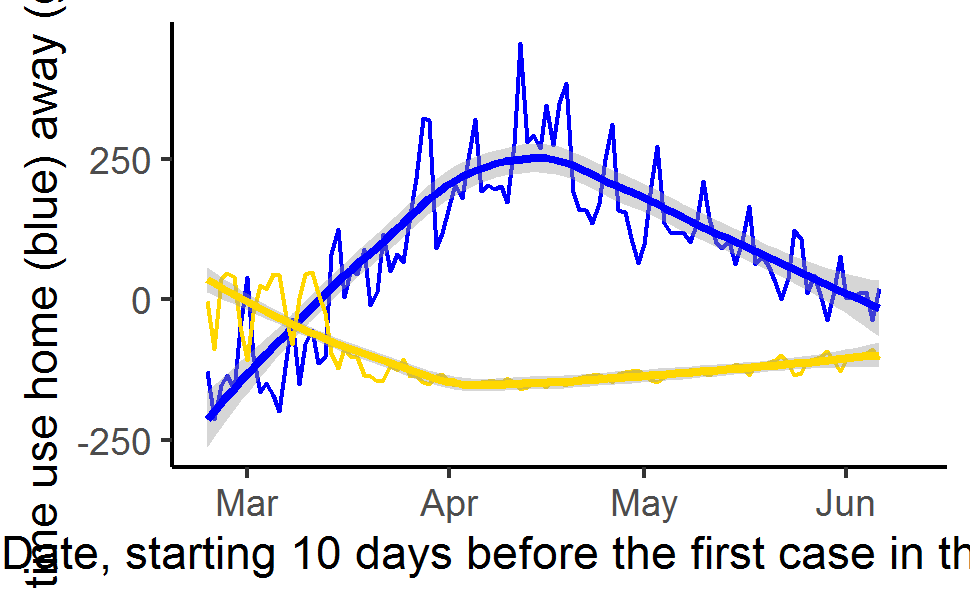 time use home (blue) away (
250
0
-250
Mar Apr May Jun
Date, starting 10 days before the first case in th